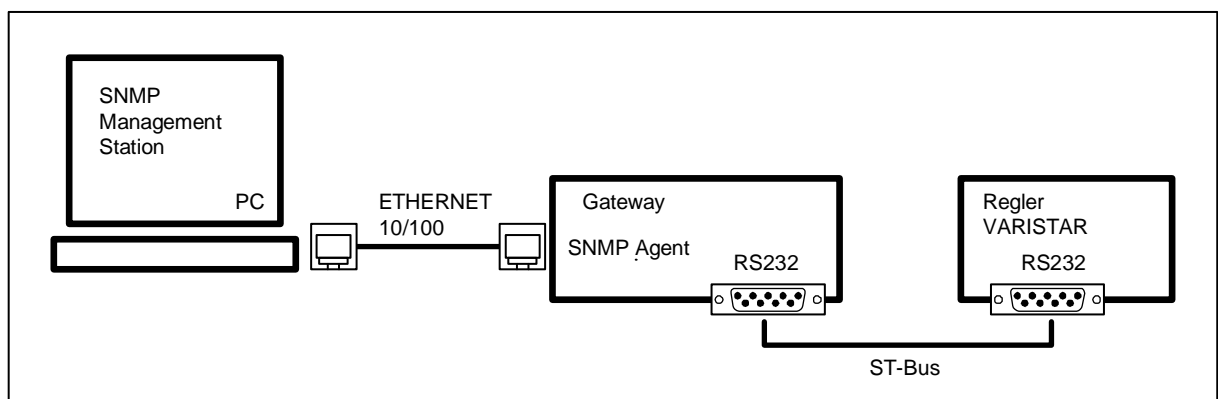 SNMP
Management
Station
PC
ETHERNET
10/100
Gateway
SNMP Agent
RS232
Regler
VARISTAR
RS232
ST-Bus